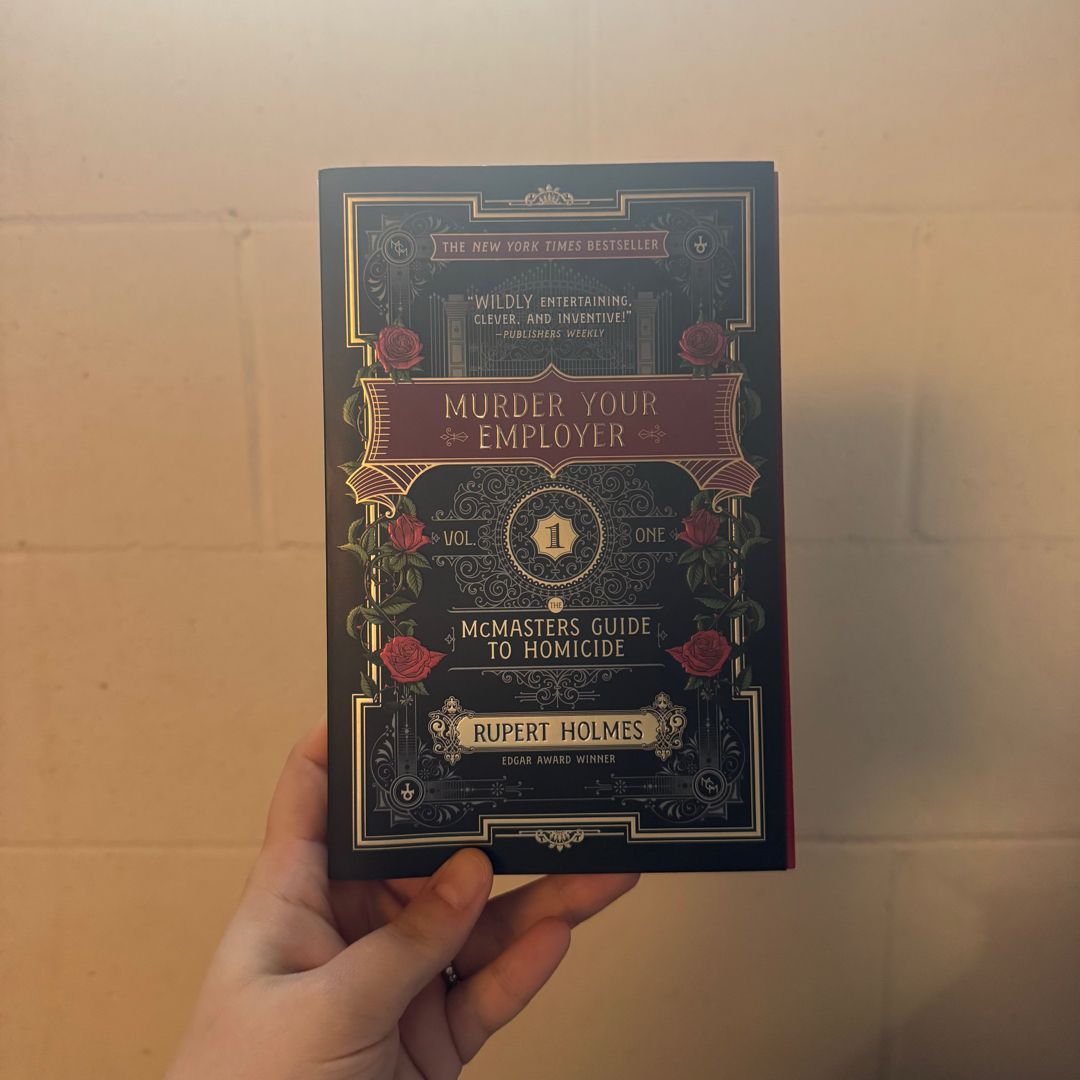 THE NEW YORK TIMES BESTSELLER
"WILDLY ENTERTAINING,
CLEVER, AND INVENTIVE!"
—PUBLISHERS WEEKLY
MURDER YOUR
EMPLOYER
VOL. 1 ONE
THE
McMASTERS GUIDE
TO HOMICIDE
RUPERT HOLMES
EDGAR AWARD WINNER